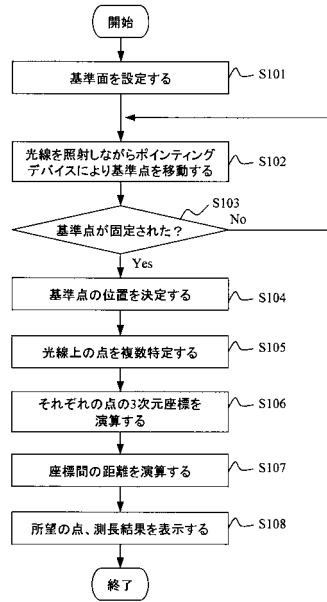 開始
基準面を設定する
S101
光線を照射しながらポインティング
デバイスにより基準点を移動する
S102
S103
基準点が固定された？
No
Yes
基準点の位置を決定する
S104
光線上の点を複数特定する
S105
それぞれの点の3次元座標を
演算する
S106
座標間の距離を演算する
S107
所望の点、測長結果を表示する
S108
終了